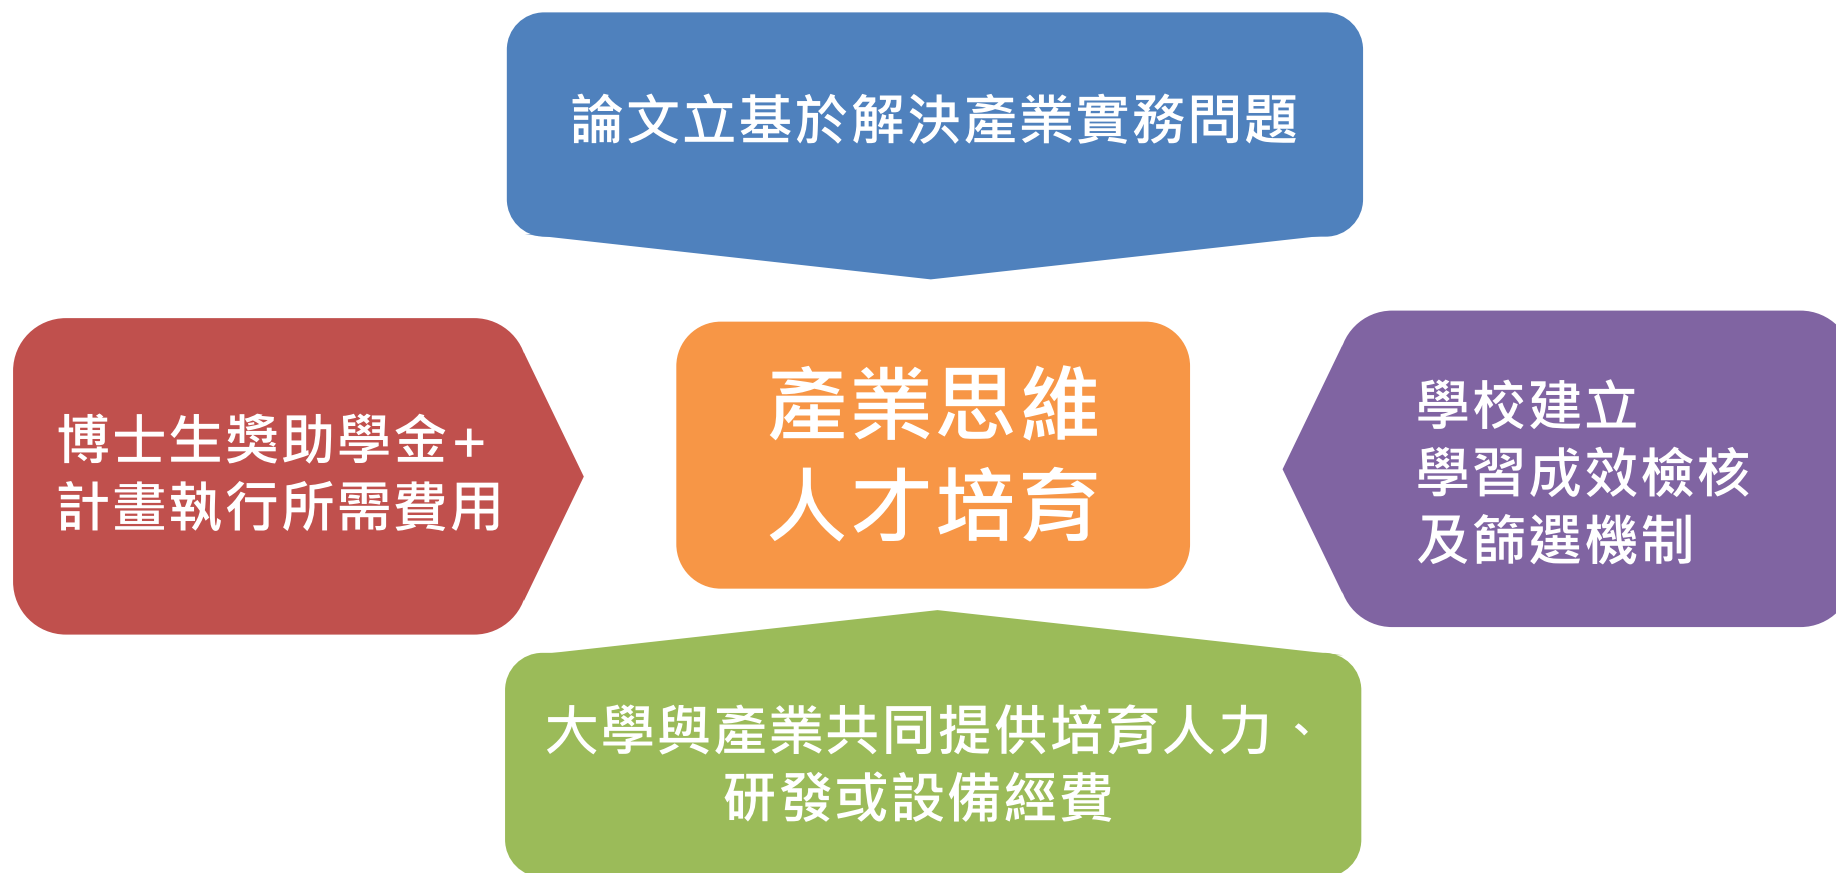 論文立基於解決產業實務問題
博士生獎助學金+
計畫執行所需費用
產業思維
人才培育
學校建立
學習成效檢核
及篩選機制
大學與產業共同提供培育人力、
研發或設備經費